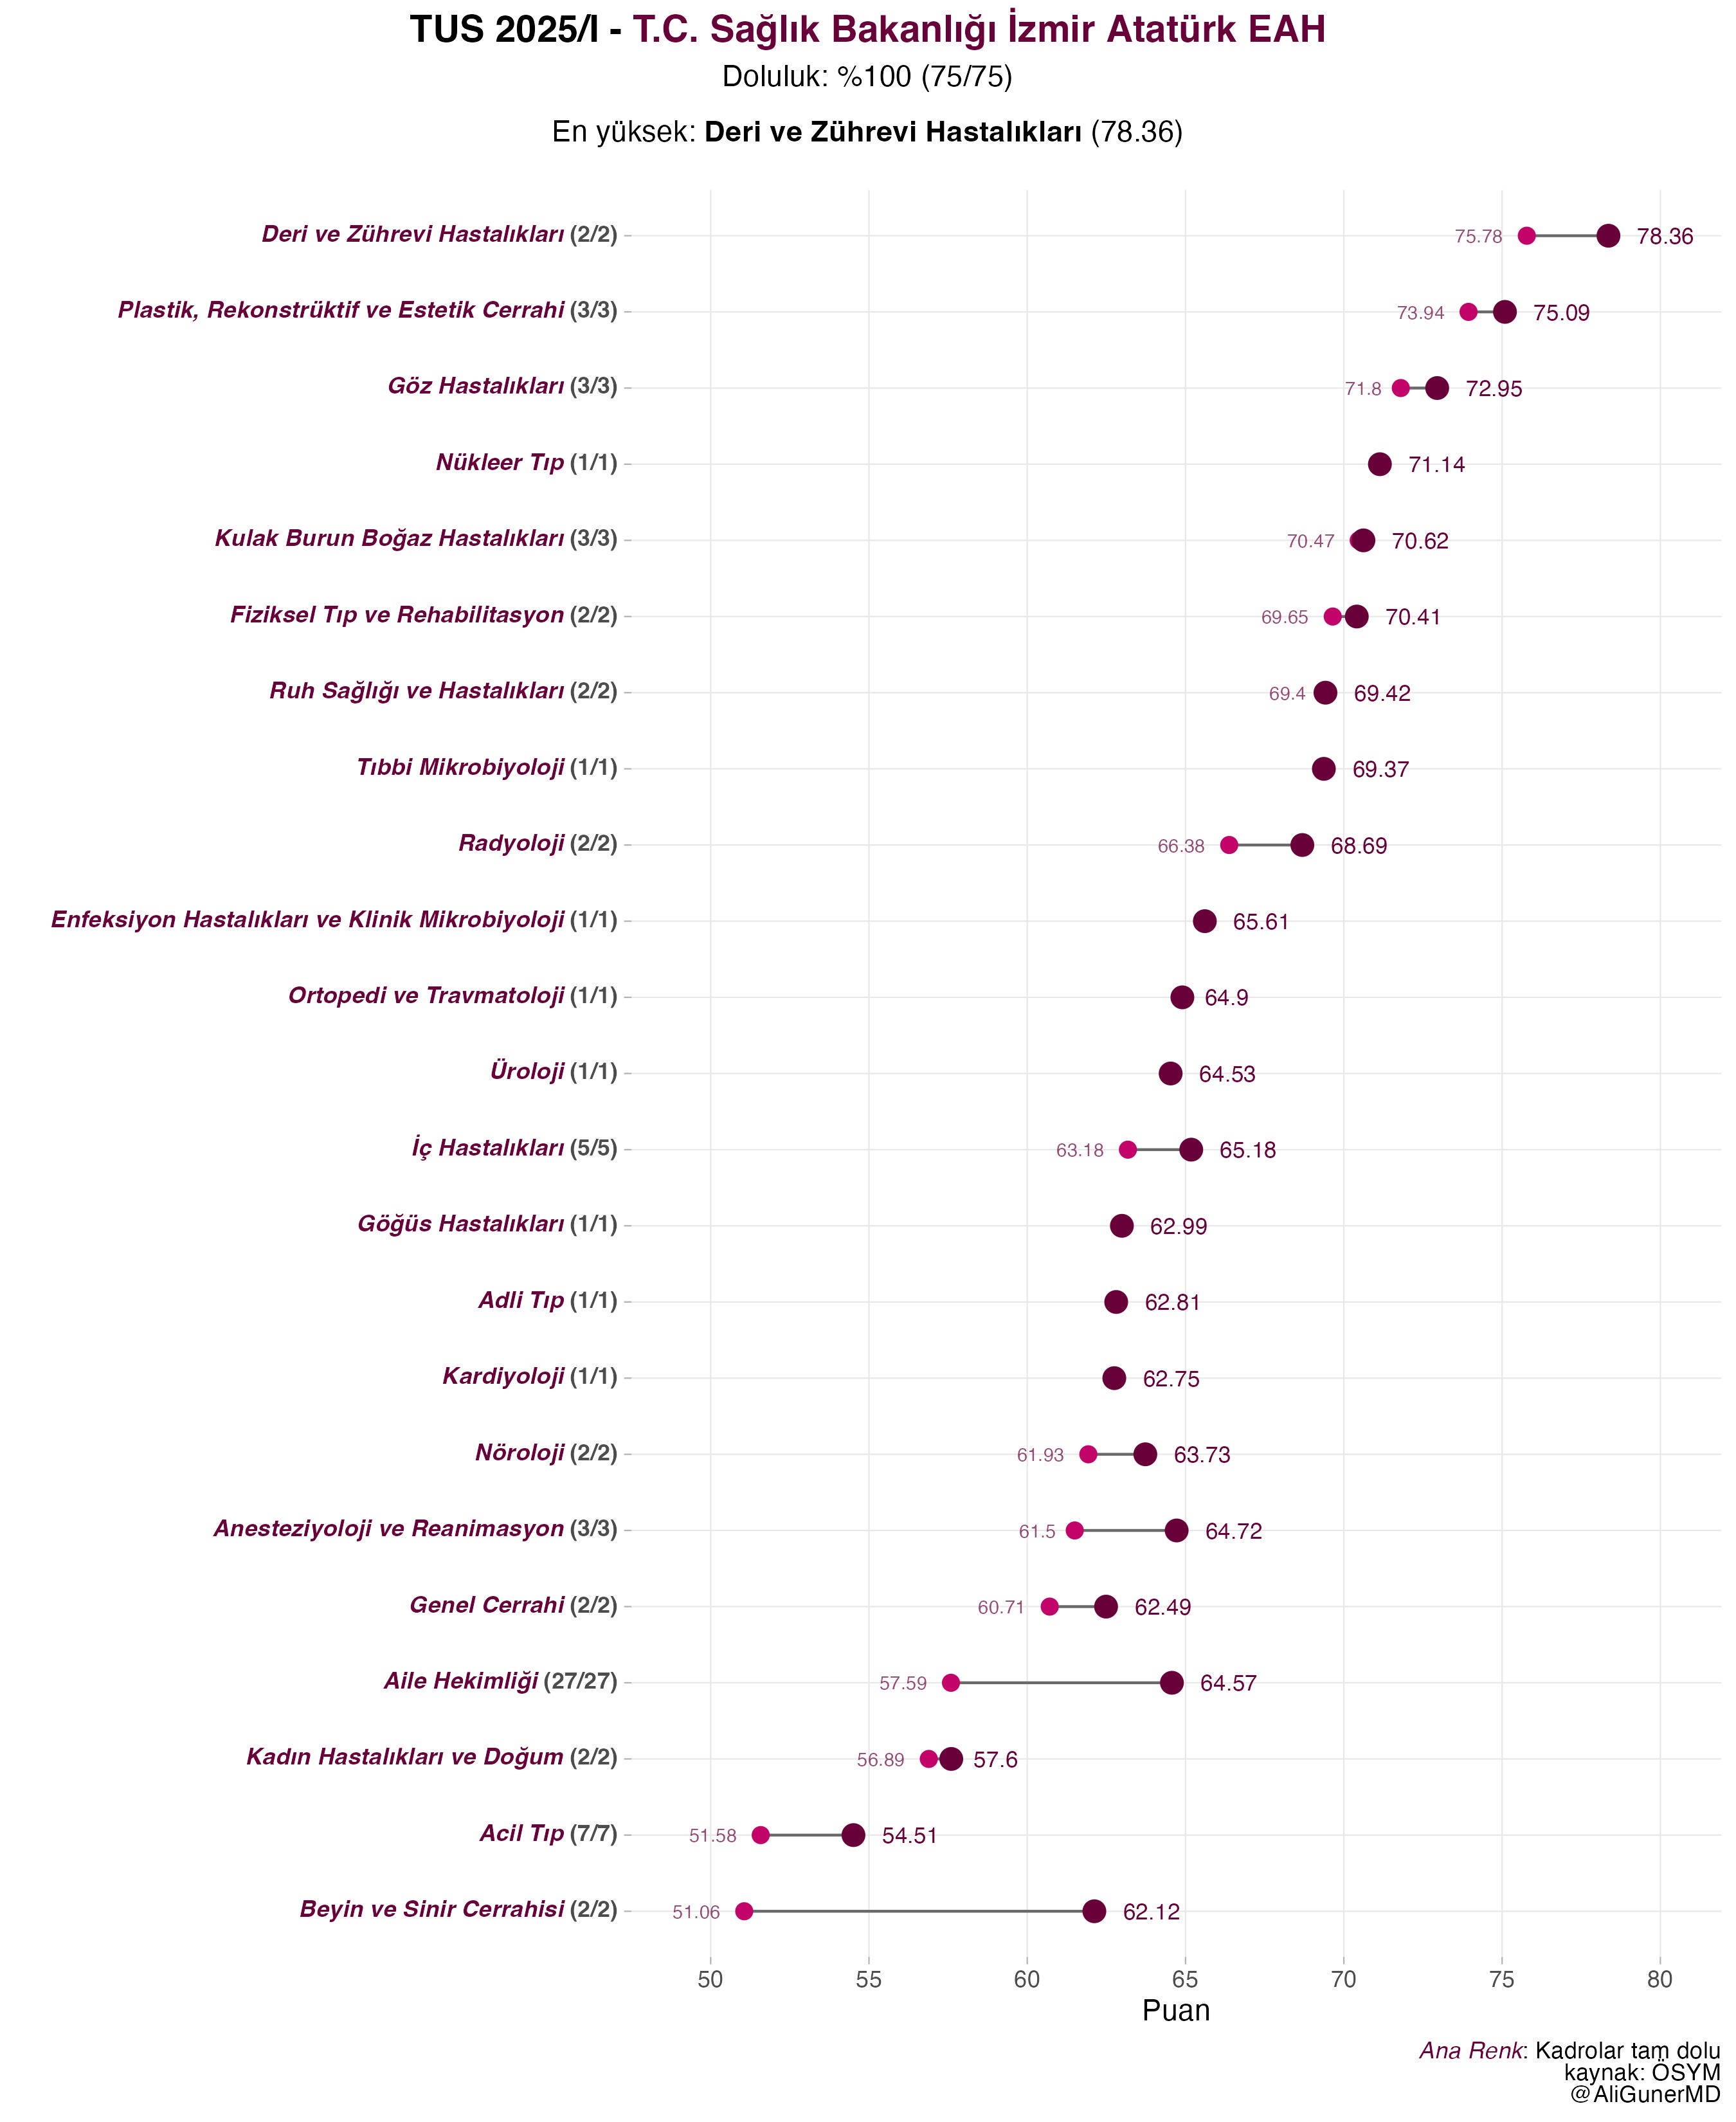 TUS 2025/I - T.C. Sağlık Bakanlığı İzmir Atatürk EAH
Doluluk: %100 (75/75)
En yüksek: Deri ve Zührevi Hastalıkları (78.36)
Deri ve Zührevi Hastalıkları (2/2) 75.78 78.36
Plastik, Rekonstrüktif ve Estetik Cerrahi (3/3) 73.94 75.09
Göz Hastalıkları (3/3) 71.8 72.95
Nükleer Tıp (1/1) 71.14
Kulak Burun Boğaz Hastalıkları (3/3) 70.47 70.62
Fiziksel Tıp ve Rehabilitasyon (2/2) 69.65 70.41
Ruh Sağlığı ve Hastalıkları (2/2) 69.4 69.42
Tıbbi Mikrobiyoloji (1/1) 69.37
Radyoloji (2/2) 66.38 68.69
Enfeksiyon Hastalıkları ve Klinik Mikrobiyoloji (1/1) 65.61
Ortopedi ve Travmatoloji (1/1) 64.9
Üroloji (1/1) 64.53
İç Hastalıkları (5/5) 63.18 65.18
Göğüs Hastalıkları (1/1) 62.99
Adli Tıp (1/1) 62.81
Kardiyoloji (1/1) 62.75
Nöroloji (2/2) 61.93 63.73
Anesteziyoloji ve Reanimasyon (3/3) 61.5 64.72
Genel Cerrahi (2/2) 60.71 62.49
Aile Hekimliği (27/27) 57.59 64.57
Kadın Hastalıkları ve Doğum (2/2) 56.89 57.6
Acil Tıp (7/7) 51.58 54.51
Beyin ve Sinir Cerrahisi (2/2) 51.06 62.12
50 55 60 65 70 75 80
Puan
Ana Renk: Kadrolar tam dolu
kaynak: ÖSYM
@AliGunerMD